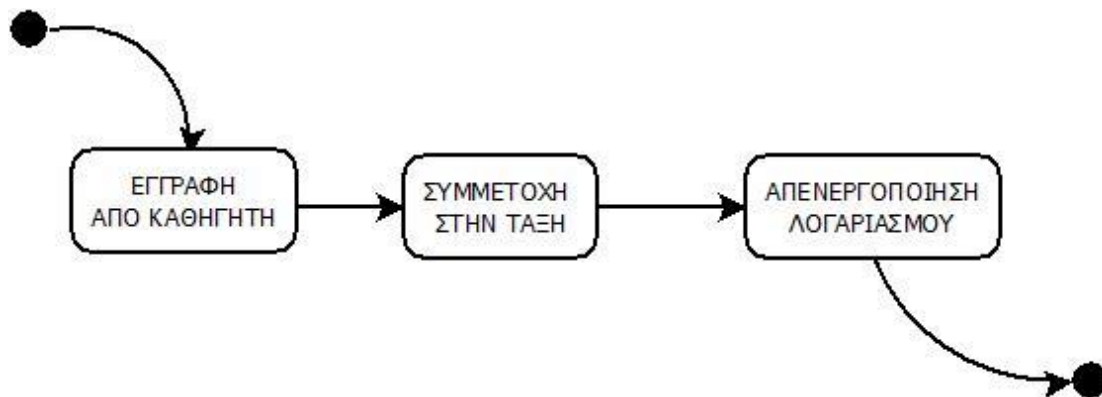 ΕΓΓΡΑΦΗ
ΑΠΟ ΚΑΘΗΓΗΤΗ
ΣΥΜΜΕΤΟΧΗ
ΣΤΗΝ ΤΑΞΗ
ΑΠΕΝΕΡΓΟΠΟΙΗΣΗ
ΛΟΓΑΡΙΑΣΜΟΥ